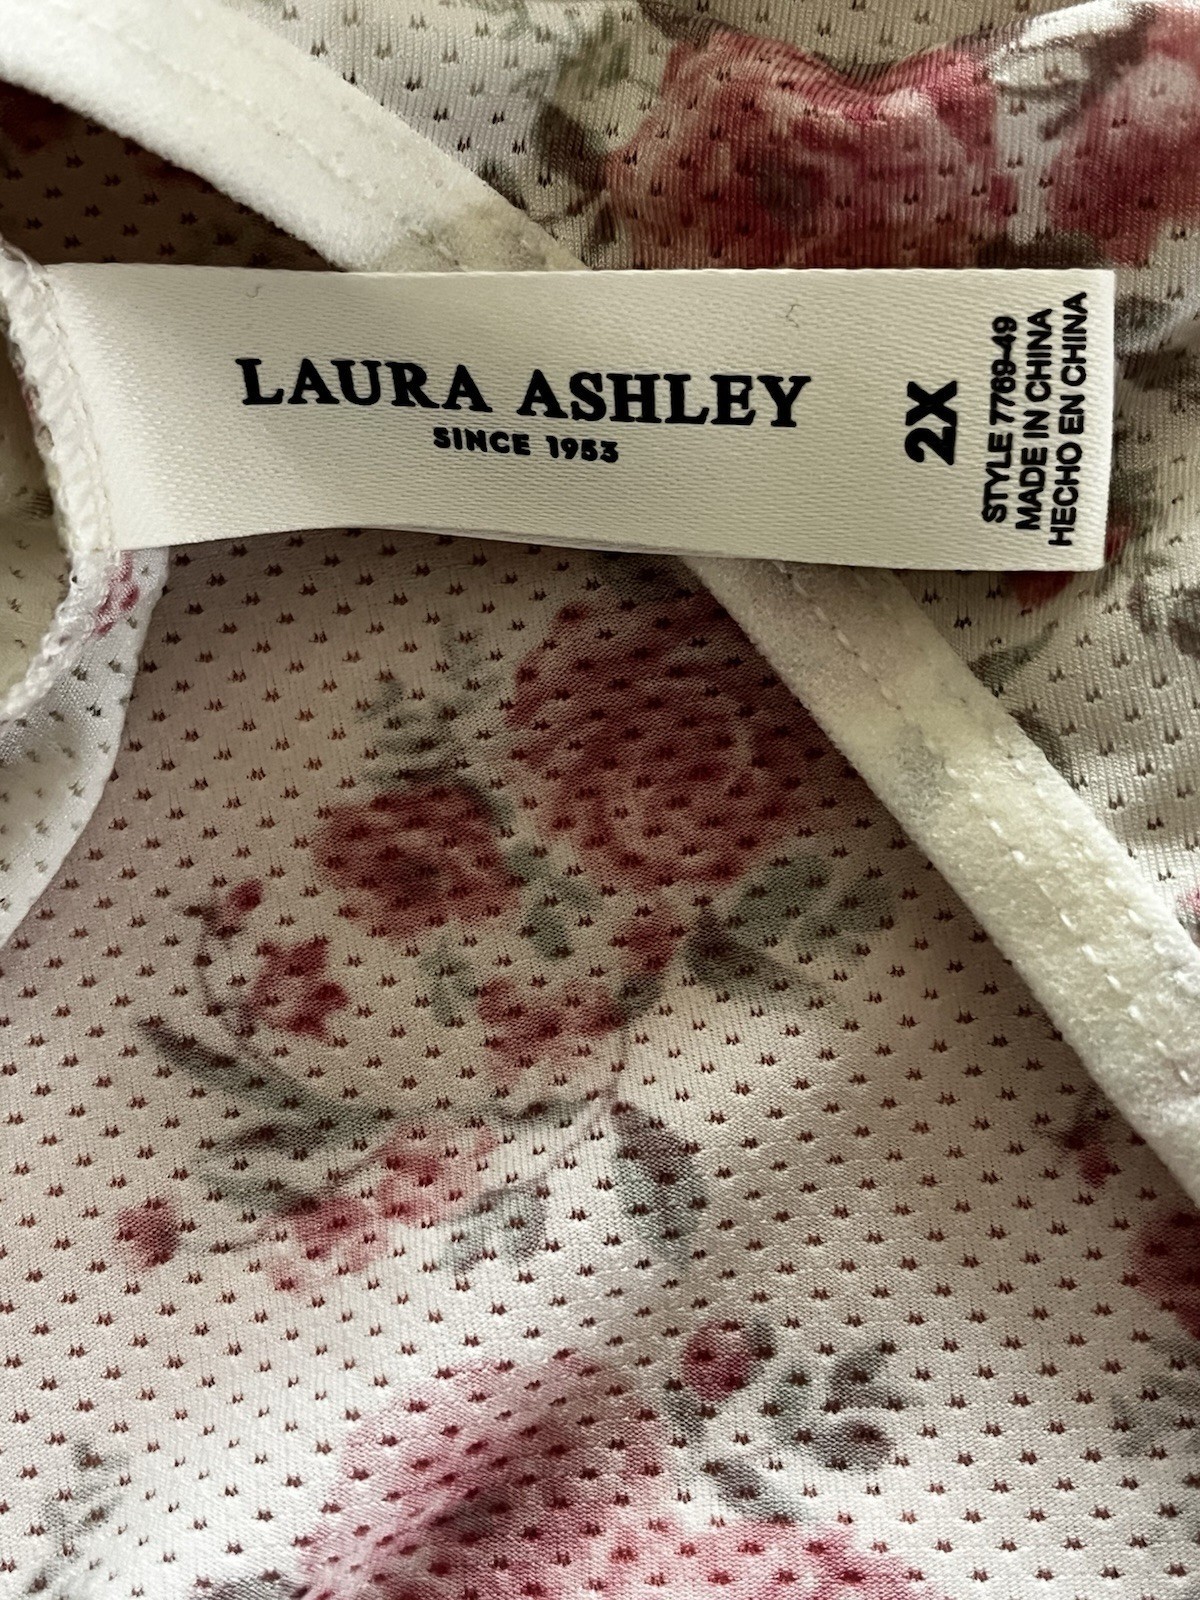 LAURA ASHLEY
SINCE 1953
2X
STYLE 7769-49
MADE IN CHINA
HECHO EN CHINA